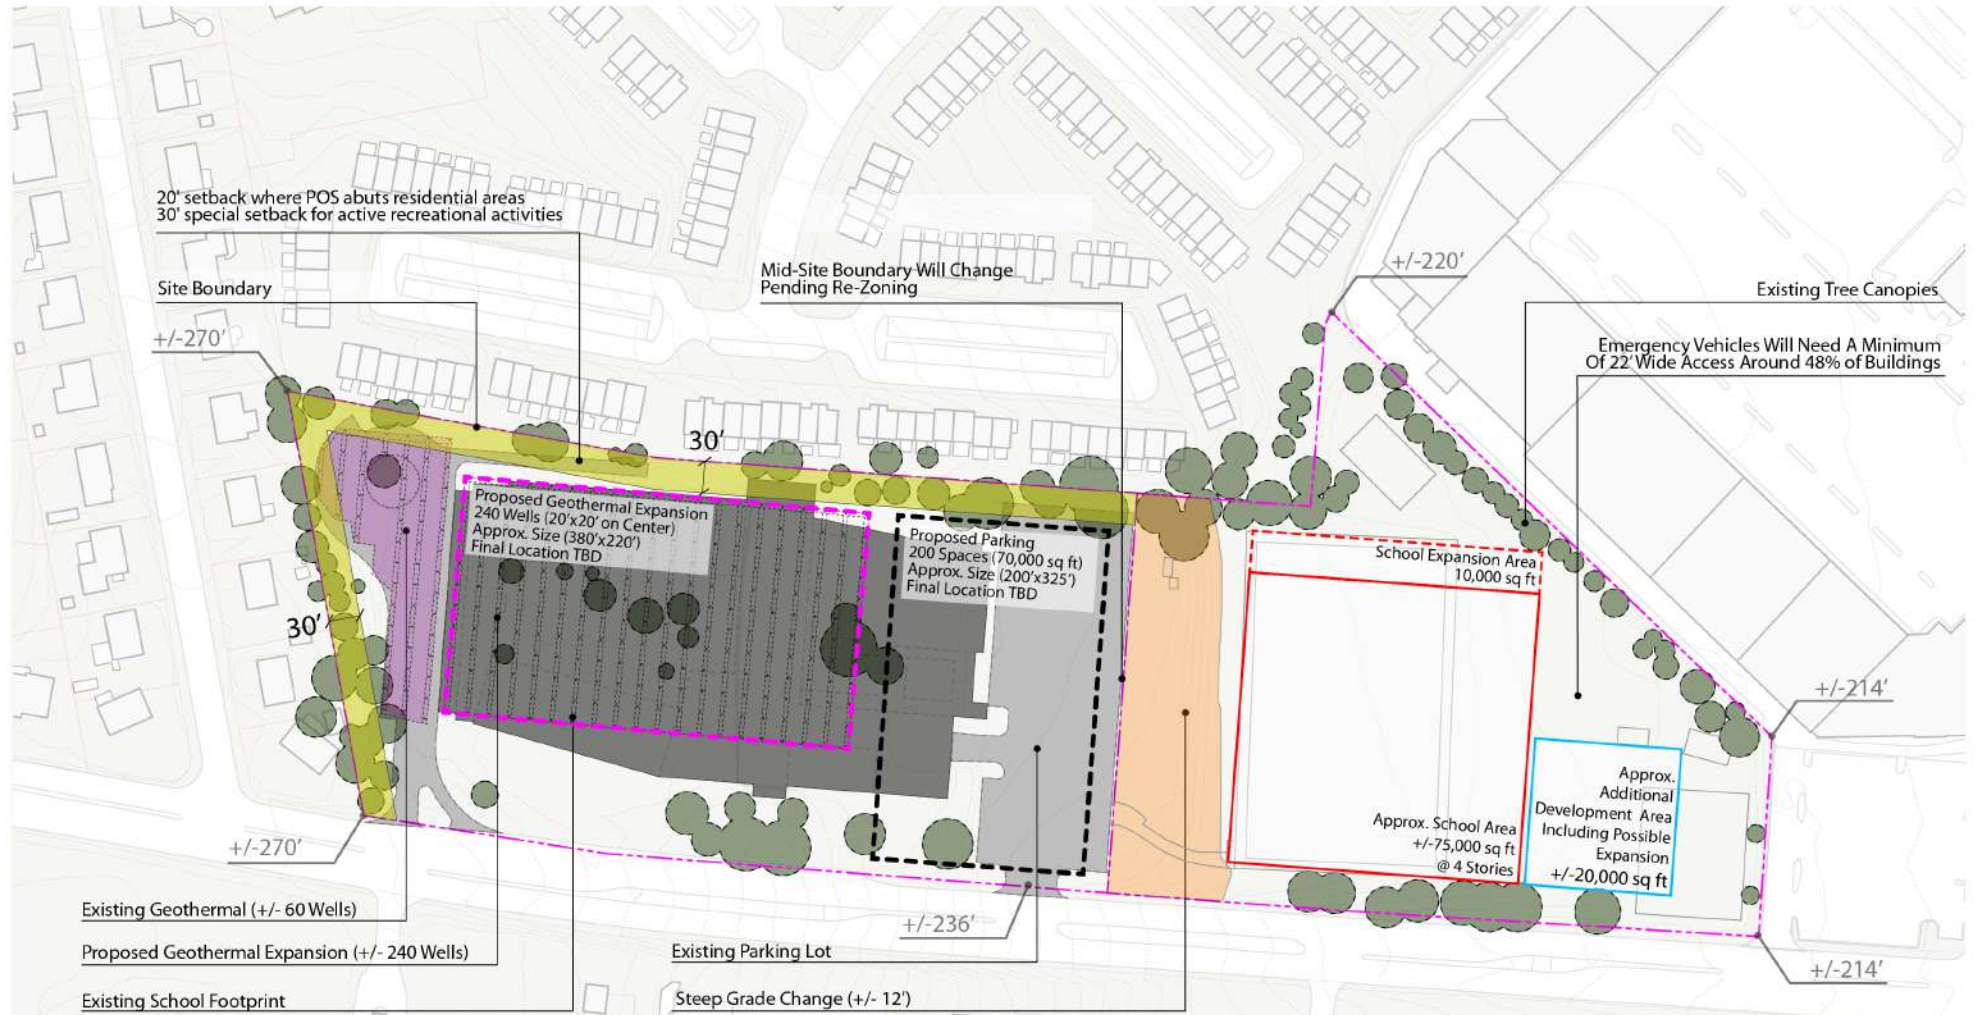 20' setback where POS abuts residential areas
30' special setback for active recreational activities
Site Boundary
+/-270'
Mid-Site Boundary Will Change
Pending Re-Zoning
+/-220'
Existing Tree Canopies
Emergency Vehicles Will Need A Minimum
Of 22' Wide Access Around 48% of Buildings
30'
Proposed Geothermal Expansion
240 Wells (20'x20' on Center)
Approx. Size (380'x220')
Final Location TBD
Proposed Parking
200 Spaces (70,000 sq ft)
Approx. Size (200'x325')
Final Location TBD
School Expansion Area
10,000 sq ft
30'
+/-214'
Approx.
Additional
Development Area
Including Possible
Expansion
+/-20,000 sq ft
Approx. School Area
+/-75,000 sq ft
@ 4 Stories
+/-270'
Existing Geothermal (+/- 60 Wells)
+/-236'
Proposed Geothermal Expansion (+/- 240 Wells)
Existing Parking Lot
+/-214'
Existing School Footprint
Steep Grade Change (+/- 12')